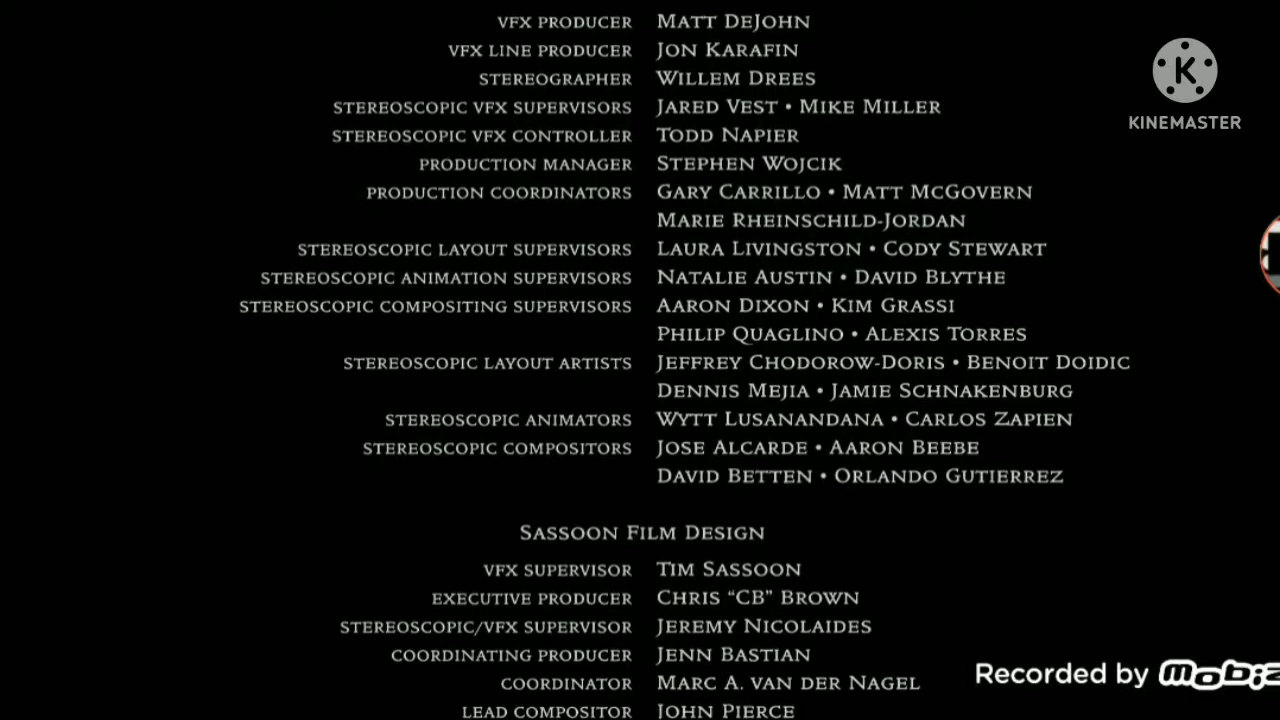 VFX PRODUCER MATT DEJOHN
VFX LINE PRODUCER JON KARAFIN
STEREOGRAPHER WILLEM DREES
STEREOSCOPIC VFX SUPERVISORS JARED VEST • MIKE MILLER
STEREOSCOPIC VFX CONTROLLER TODD NAPIER
PRODUCTION MANAGER STEPHEN WOJCIK
PRODUCTION COORDINATORS GARY CARRILLO • MATT MCGOVERN
MARIE RHEINSCHILD-JORDAN
STEREOSCOPIC LAYOUT SUPERVISORS LAURA LIVINGSTON • CODY STEWART
STEREOSCOPIC ANIMATION SUPERVISORS NATALIE AUSTIN • DAVID BLYTHE
STEREOSCOPIC COMPOSITING SUPERVISORS AARON DIXON • KIM GRASSI
PHILIP QUAGLINO • ALEXIS TORRES
STEREOSCOPIC LAYOUT ARTISTS JEFFREY CHODOROW-DORIS • BENOIT DOIDIC
DENNIS MEJIA • JAMIE SCHNAKENBURG
STEREOSCOPIC ANIMATORS WYTT LUSANANDANA • CARLOS ZAPIEN
STEREOSCOPIC COMPOSITORS JOSE ALCARDE • AARON BEEBE
DAVID BETTEN • ORLANDO GUTIERREZ
SASSOON FILM DESIGN
VFX SUPERVISOR TIM SASSOON
EXECUTIVE PRODUCER CHRIS “CB” BROWN
STEREOSCOPIC/VFX SUPERVISOR JEREMY NICOLAIDES
COORDINATING PRODUCER JENN BASTIAN
COORDINATOR MARC A. VAN DER NAGEL
LEAD COMPOSITOR JOHN PIERCE
K
KINEMASTER
Recorded by